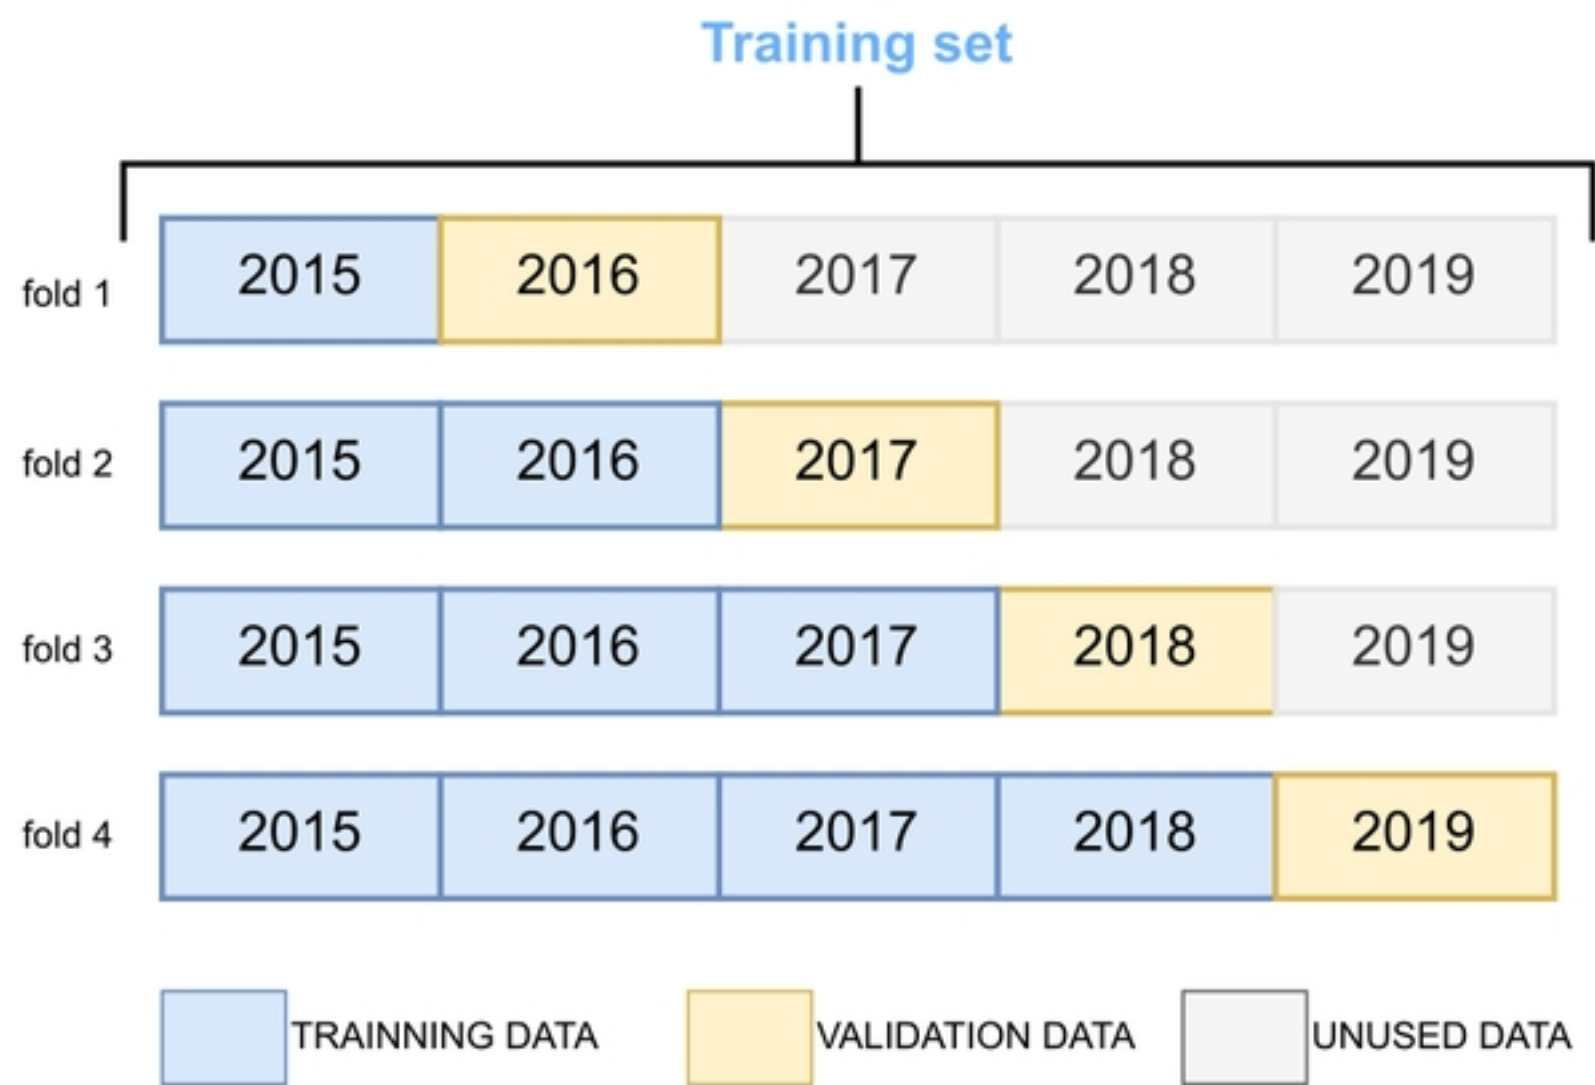 Training set
fold 1 2015 2016 2017 2018 2019
fold 2 2015 2016 2017 2018 2019
fold 3 2015 2016 2017 2018 2019
fold 4 2015 2016 2017 2018 2019
TRAINNING DATA VALIDATION DATA UNUSED DATA